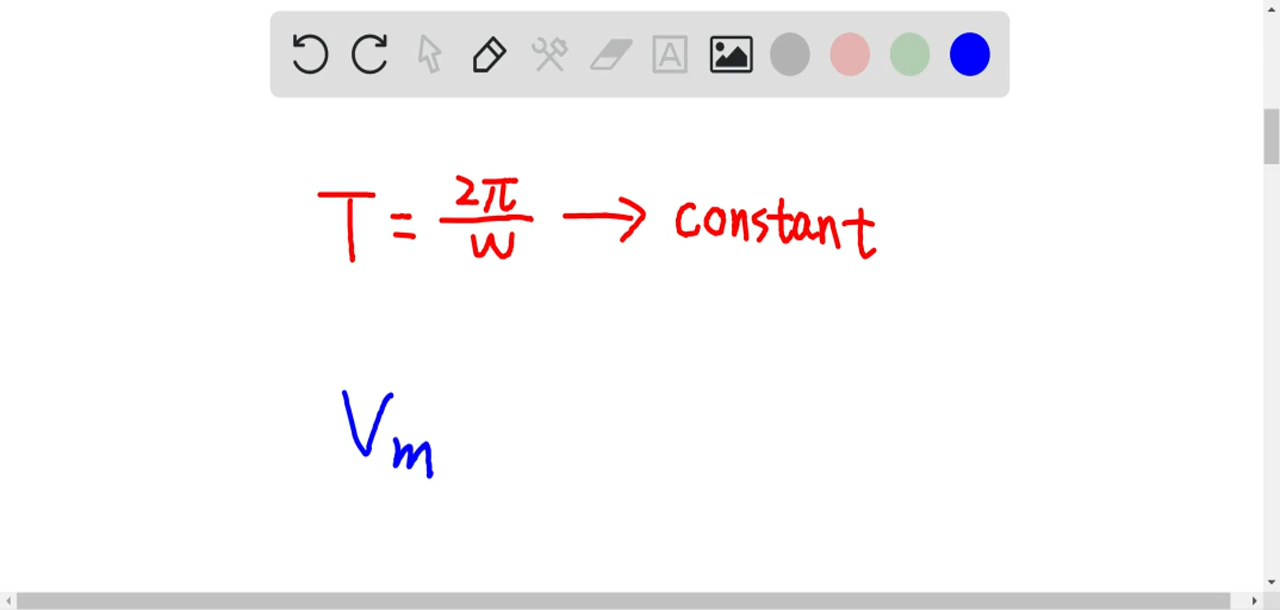 T = 2π/w → constant
Vm